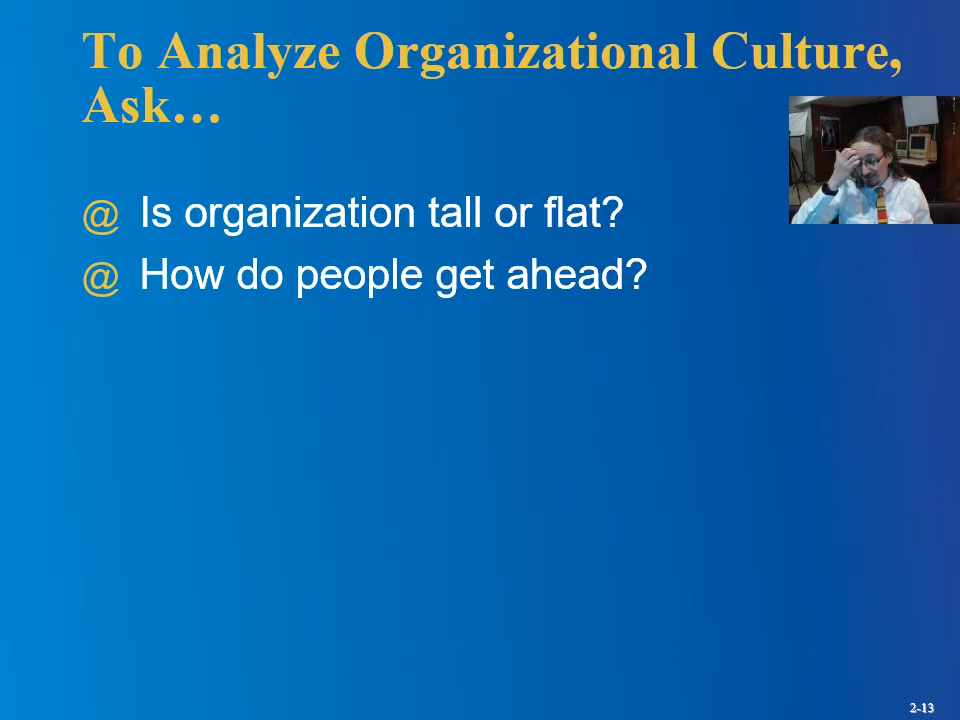 To Analyze Organizational Culture,
Ask…
@ Is organization tall or flat?
@ How do people get ahead?
2-13